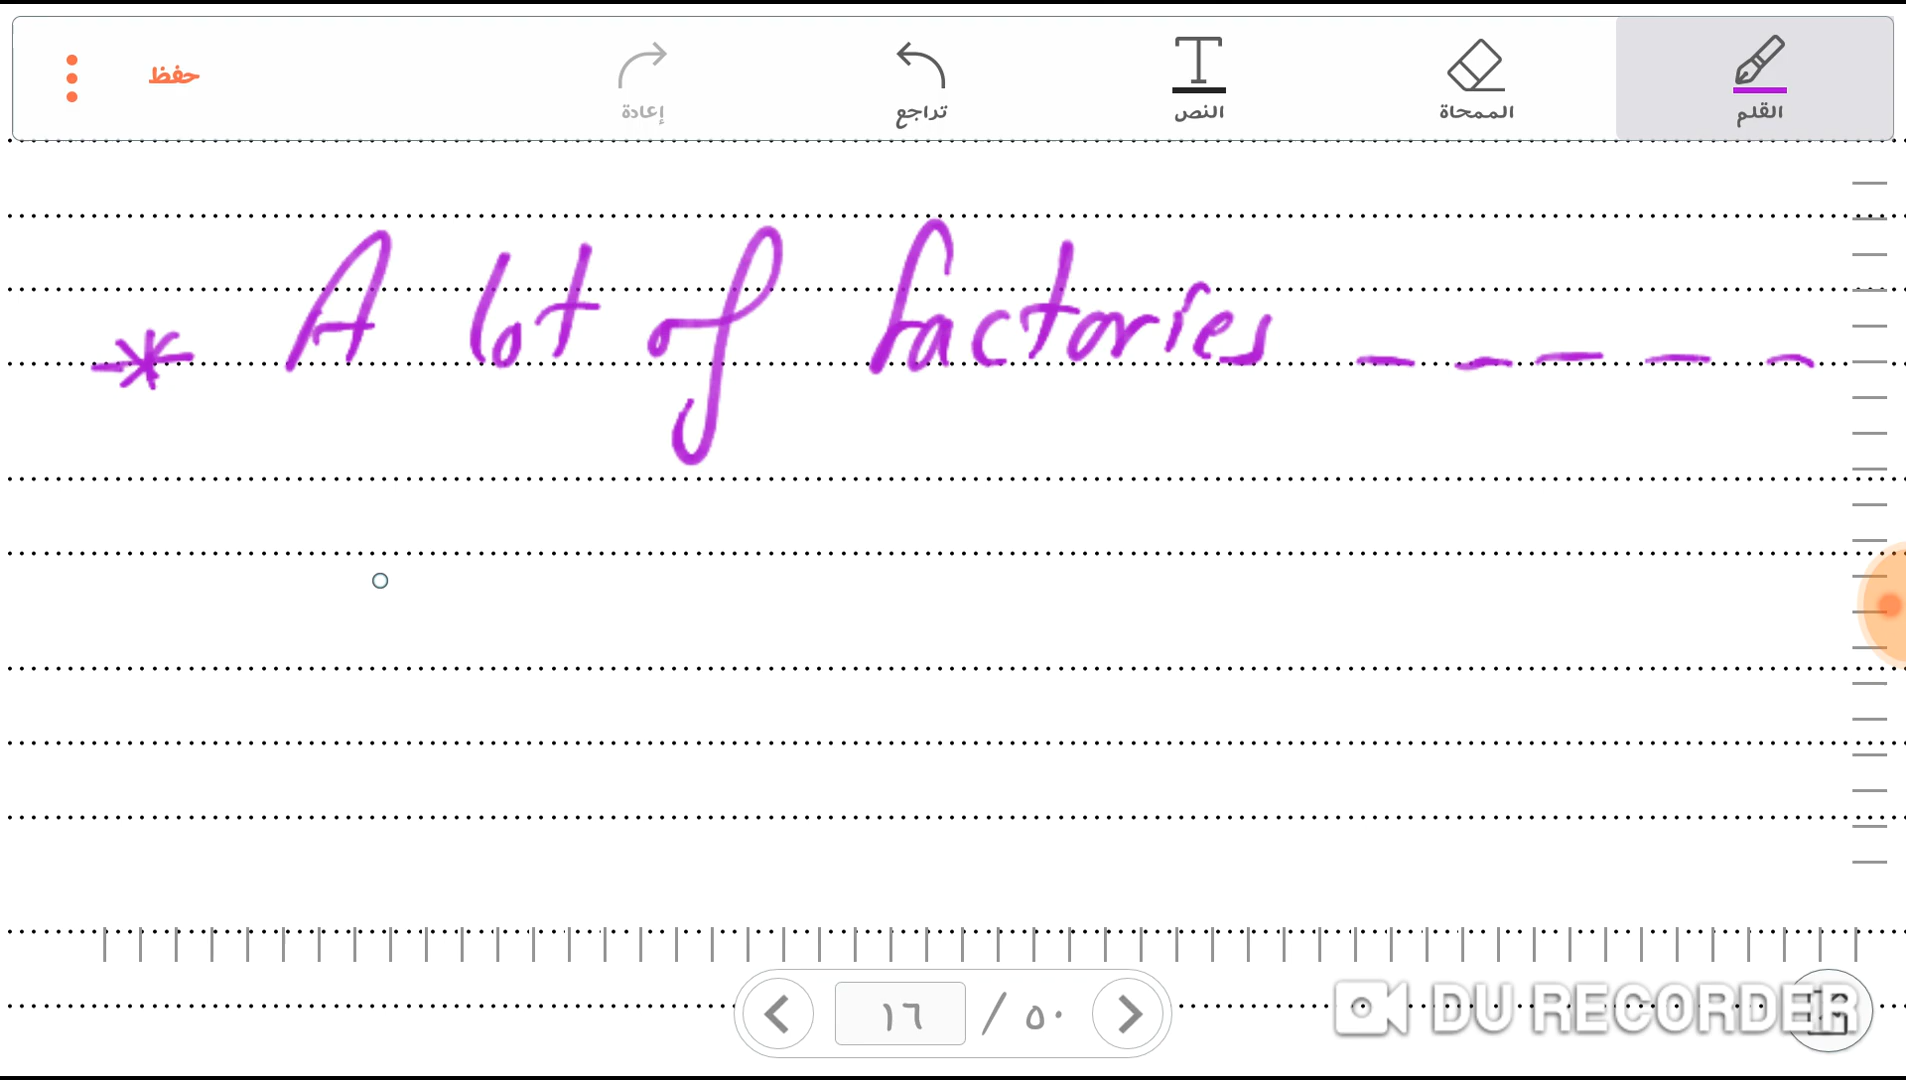 حفظ إعادة تراجع النص الممحاة القلم
* A lot of factories - - - - -
١٦ / ٥٠
DU RECORDER